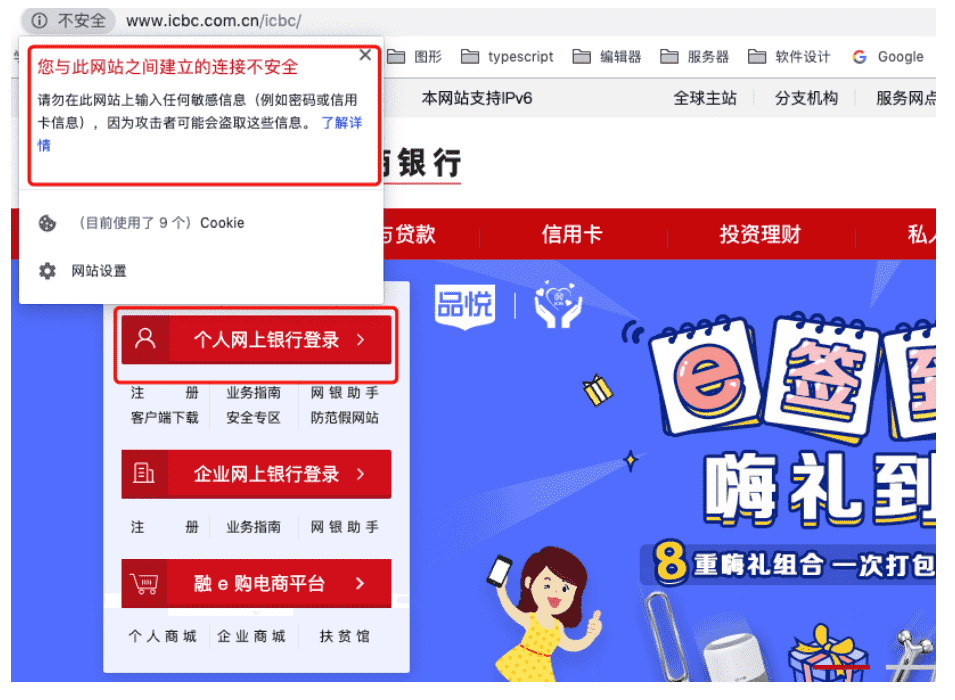 不安全 www.icbc.com.cn/icbc/
图形 typescript 编辑器 服务器 软件设计 Google
您与此网站之间建立的连接不安全
请勿在此网站上输入任何敏感信息（例如密码或信用
卡信息），因为攻击者可能会盗取这些信息。 了解详
情
（目前使用了 9 个）Cookie
网站设置
本网站支持IPv6 全球主站 分支机构 服务网点
银行
贷款 信用卡 投资理财 私
个人网上银行登录 >
注 册 业务指南 网银助手
客户端下载 安全专区 防范假网站
企业网上银行登录 >
注 册 业务指南 网银助手
融 e 购电商平台 >
个人商城 企业商城 扶贫馆
品悦
e签到
嗨礼到
8重嗨礼组合一次打包